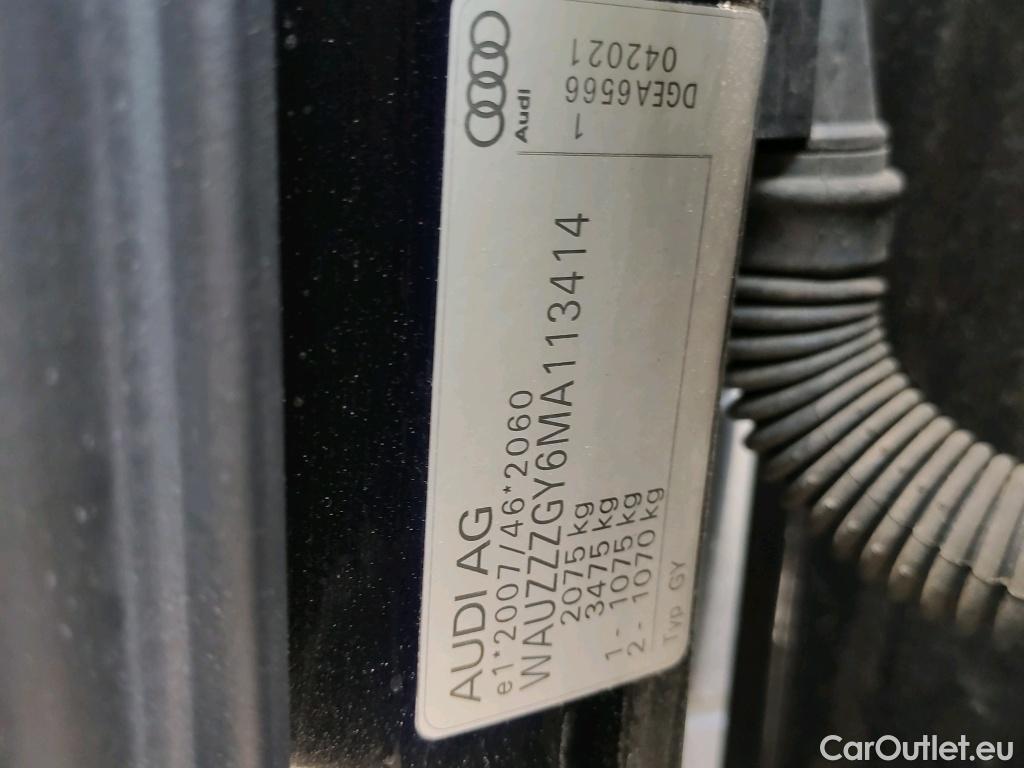 AUDI AG
e1*2007/46*2060
WAUZZZGY6MA113414
2075 kg
3475 kg
1 - 1075 kg
2 - 1070 kg
Typ GY
Audi
DGEA6566
042021
CarOutlet.eu